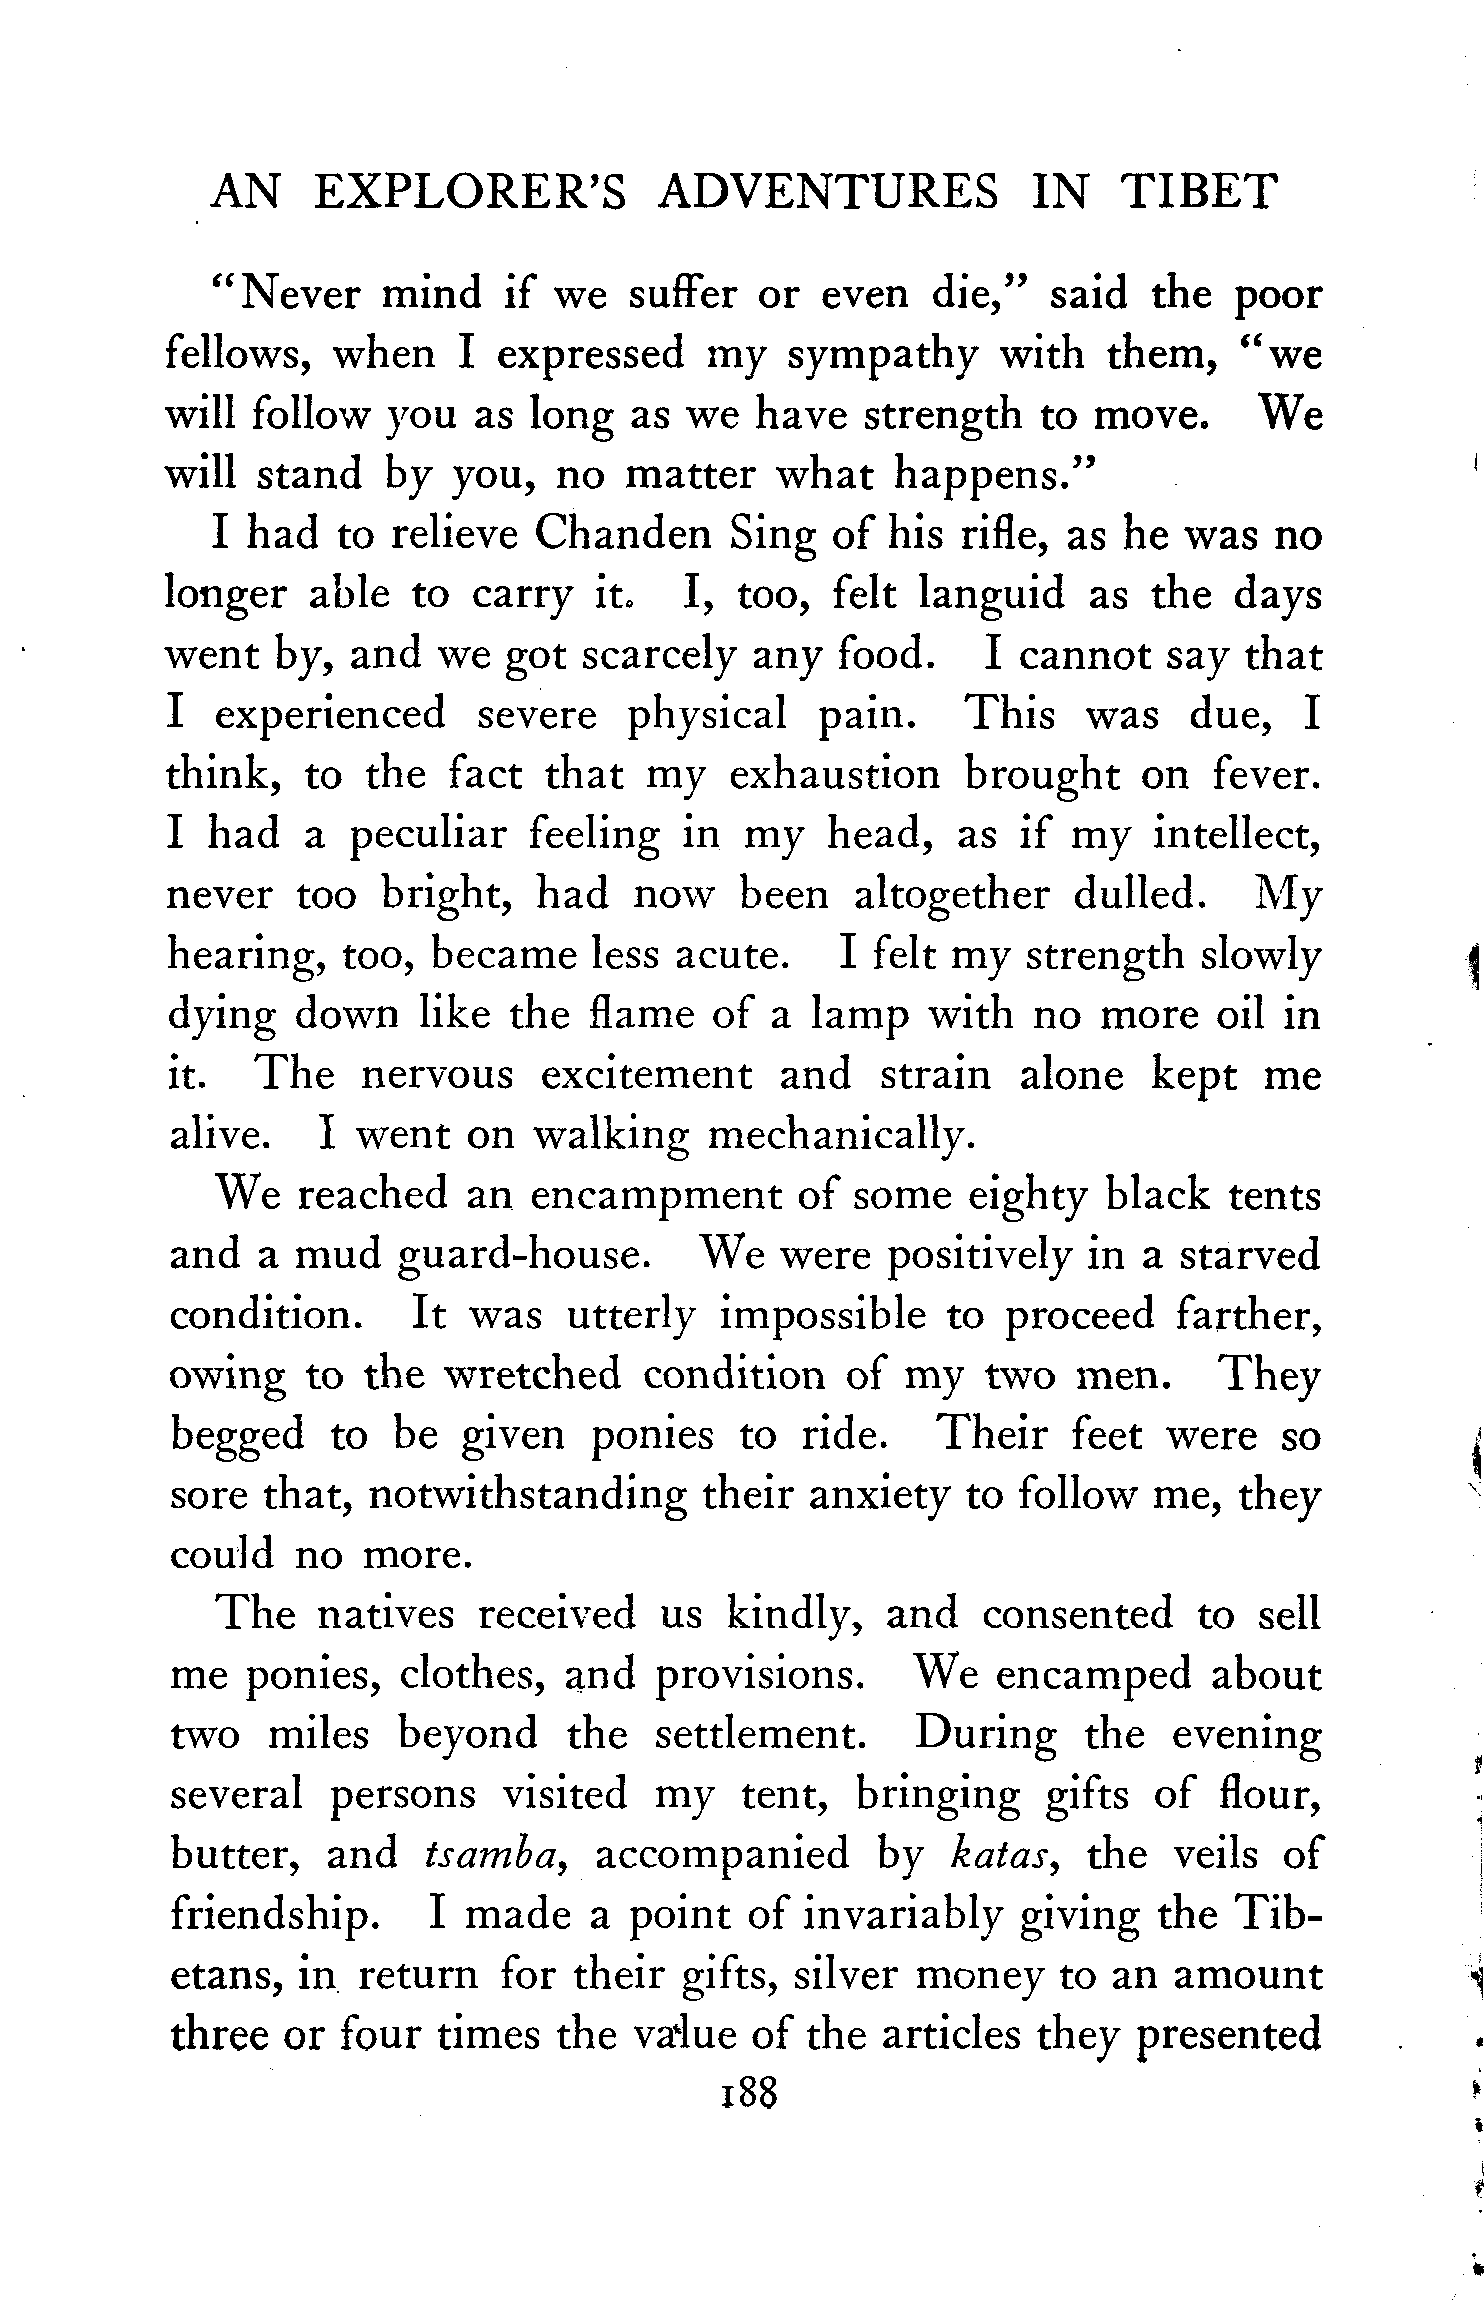 AN EXPLORER'S ADVENTURES IN TIBET
"Never mind if we suffer or even die," said the poor
fellows, when I expressed my sympathy with them, "we
will follow you as long as we have strength to move. We
will stand by you, no matter what happens."
I had to relieve Chanden Sing of his rifle, as he was no
longer able to carry it. I, too, felt languid as the days
went by, and we got scarcely any food. I cannot say that
I experienced severe physical pain. This was due, I
think, to the fact that my exhaustion brought on fever.
I had a peculiar feeling in my head, as if my intellect,
never too bright, had now been altogether dulled. My
hearing, too, became less acute. I felt my strength slowly
dying down like the flame of a lamp with no more oil in
it. The nervous excitement and strain alone kept me
alive. I went on walking mechanically.
We reached an encampment of some eighty black tents
and a mud guard-house. We were positively in a starved
condition. It was utterly impossible to proceed farther,
owing to the wretched condition of my two men. They
begged to be given ponies to ride. Their feet were so
sore that, notwithstanding their anxiety to follow me, they
could no more.
The natives received us kindly, and consented to sell
me ponies, clothes, and provisions. We encamped about
two miles beyond the settlement. During the evening
several persons visited my tent, bringing gifts of flour,
butter, and tsamba, accompanied by katas, the veils of
friendship. I made a point of invariably giving the Tib-
etans, in return for their gifts, silver money to an amount
three or four times the value of the articles they presented
188